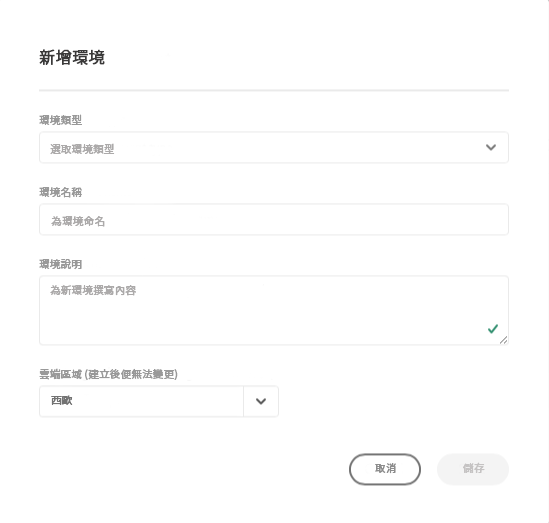 新增環境
環境類型
選取環境類型
環境名稱
為環境命名
環境說明
為新環境撰寫內容
雲端區域 (建立後便無法變更)
西歐
取消
儲存